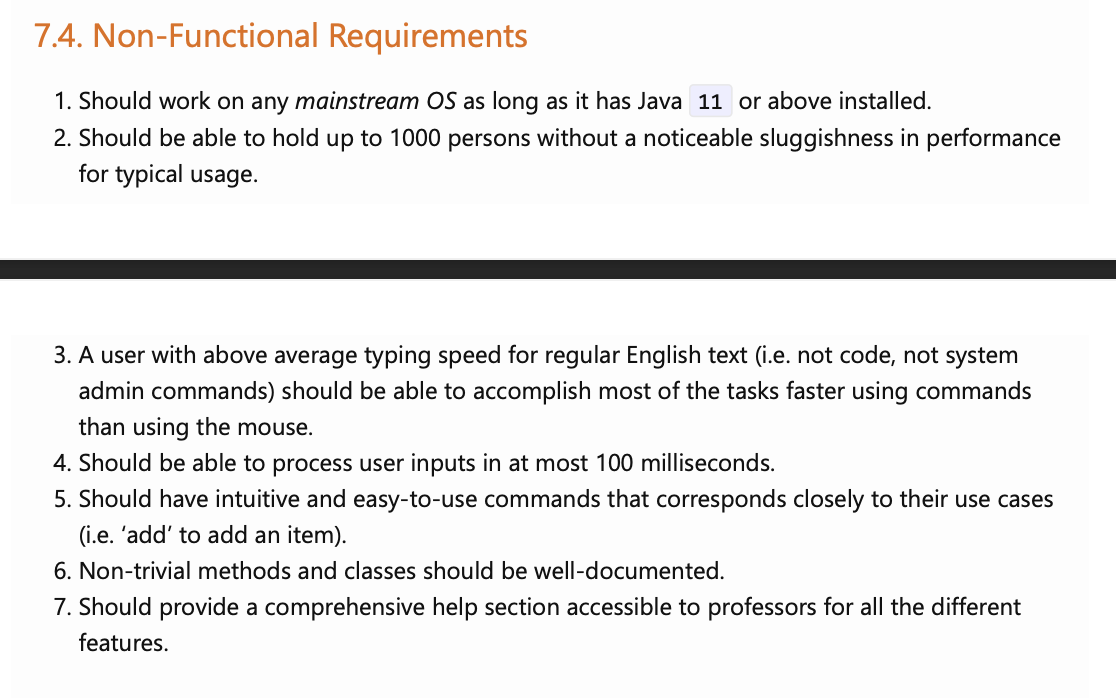 7.4. Non-Functional Requirements
1. Should work on any mainstream OS as long as it has Java 11 or above installed.
2. Should be able to hold up to 1000 persons without a noticeable sluggishness in performance
for typical usage.
3. A user with above average typing speed for regular English text (i.e. not code, not system
admin commands) should be able to accomplish most of the tasks faster using commands
than using the mouse.
4. Should be able to process user inputs in at most 100 milliseconds.
5. Should have intuitive and easy-to-use commands that corresponds closely to their use cases
(i.e. ‘add’ to add an item).
6. Non-trivial methods and classes should be well-documented.
7. Should provide a comprehensive help section accessible to professors for all the different
features.